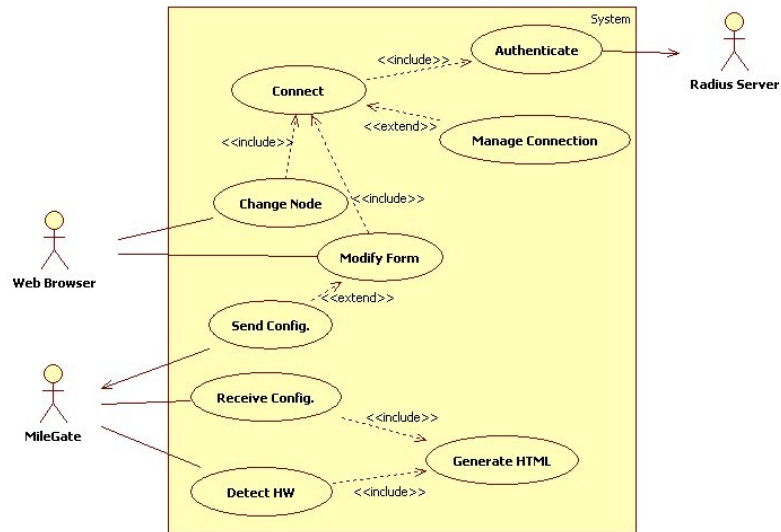 System
Authenticate
<<include>>
Radius Server
Connect
<<extend>>
Manage Connection
<<include>>
Change Node
<<include>>
Web Browser
Modify Form
<<extend>>
Send Config.
Receive Config.
<<include>>
MileGate
Generate HTML
Detect HW
<<include>>